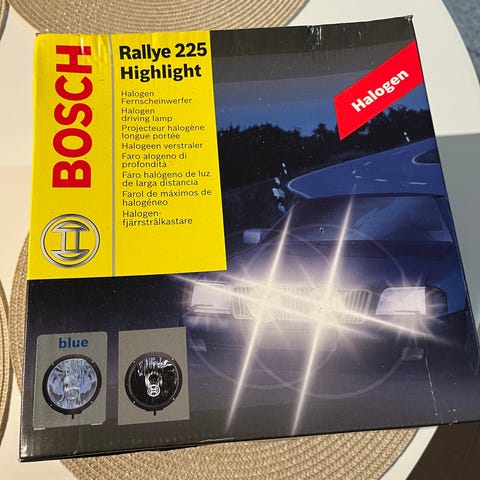 BOSCH
Rallye 225
Highlight
Halogen
Fernscheinwerfer
Halogen
driving lamp
Projecteur halogène
longue portée
Halogeen verstraler
Faro alogeno di
profondità
Faro halógeno de luz
de larga distancia
Farol de máximos de
halogéneo
Halogen-
fjärrstrålkastare
Halogen
blue